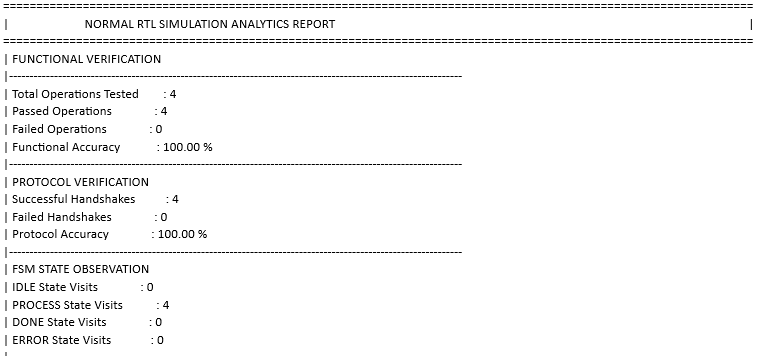 ================================================================================
| NORMAL RTL SIMULATION ANALYTICS REPORT |
================================================================================
| FUNCTIONAL VERIFICATION
|--------------------------------------------------------------------------------
| Total Operations Tested : 4
| Passed Operations : 4
| Failed Operations : 0
| Functional Accuracy : 100.00 %
|--------------------------------------------------------------------------------
| PROTOCOL VERIFICATION
| Successful Handshakes : 4
| Failed Handshakes : 0
| Protocol Accuracy : 100.00 %
|--------------------------------------------------------------------------------
| FSM STATE OBSERVATION
| IDLE State Visits : 0
| PROCESS State Visits : 4
| DONE State Visits : 0
| ERROR State Visits : 0